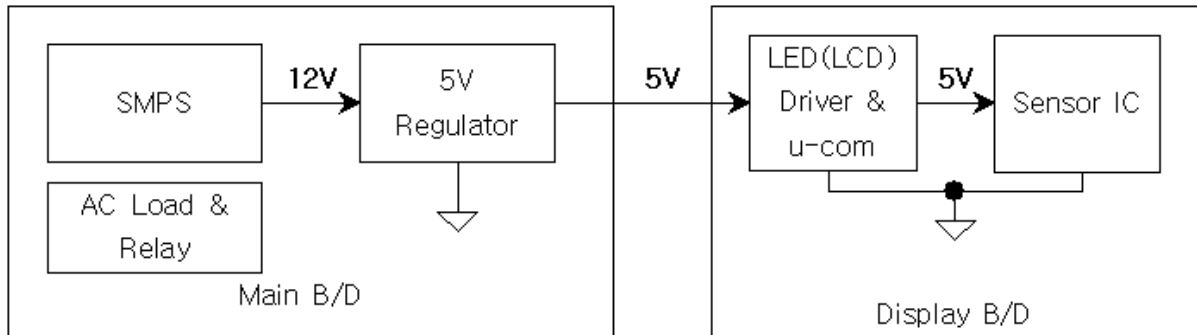 SMPS
12V
5V
Regulator
AC Load &
Relay
Main B/D
5V
LED(LCD)
Driver &
u-com
5V
Sensor IC
Display B/D